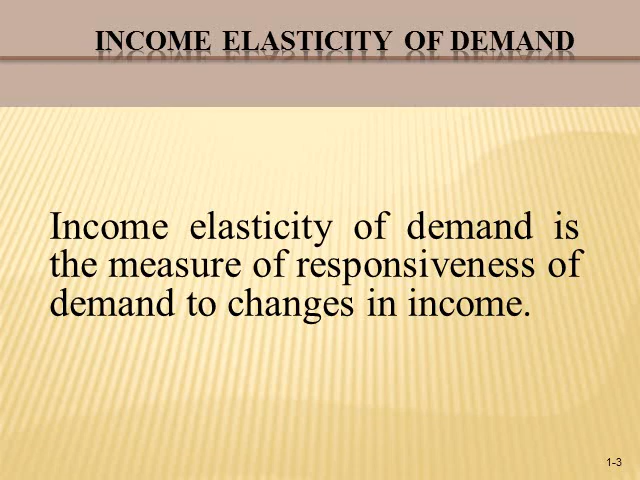 INCOME ELASTICITY OF DEMAND
Income elasticity of demand is
the measure of responsiveness of
demand to changes in income.
1-3